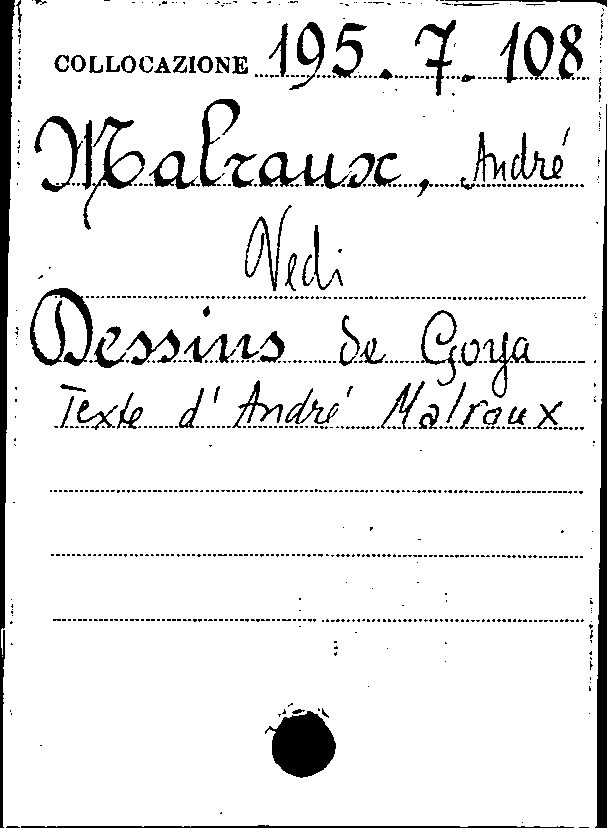 COLLOCAZIONE 195.7.108
Malraux, André
Vedi
Dessins de Goya
Texte d'André Malraux